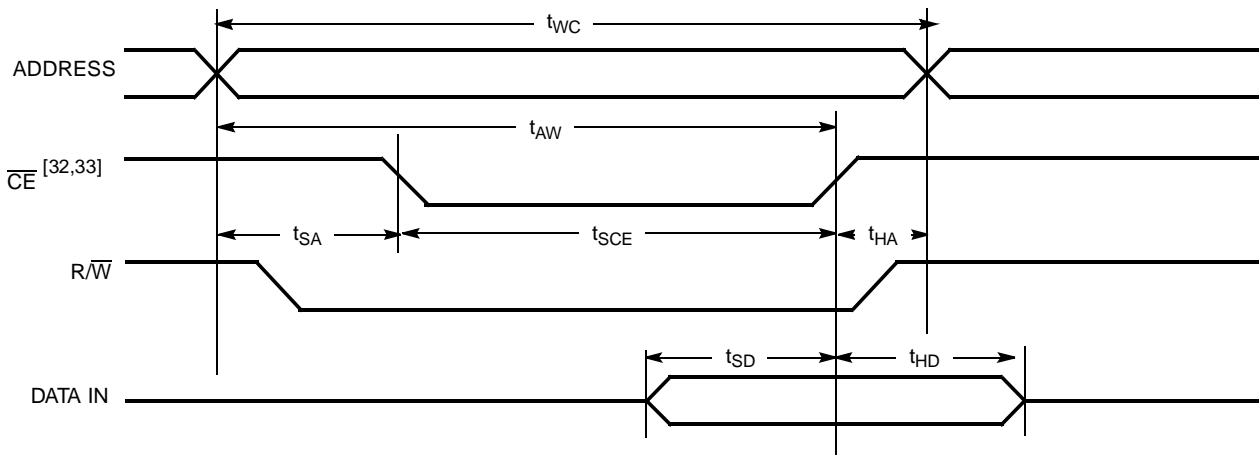 tWC
ADDRESS
tAW
CE [32,33]
tSA tSCE tHA
R/W
tSD tHD
DATA IN